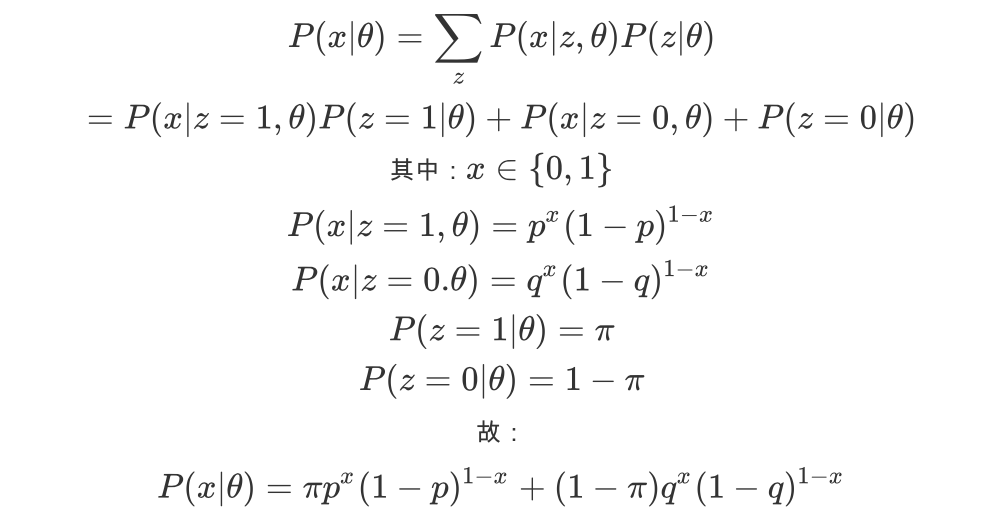 P(x|θ) = ∑_z P(x|z, θ)P(z|θ)
= P(x|z = 1, θ)P(z = 1|θ) + P(x|z = 0, θ) + P(z = 0|θ)
其中：x ∈ {0, 1}
P(x|z = 1, θ) = p^x(1 − p)^{1−x}
P(x|z = 0.θ) = q^x(1 − q)^{1−x}
P(z = 1|θ) = π
P(z = 0|θ) = 1 − π
故：
P(x|θ) = πp^x(1 − p)^{1−x} + (1 − π)q^x(1 − q)^{1−x}